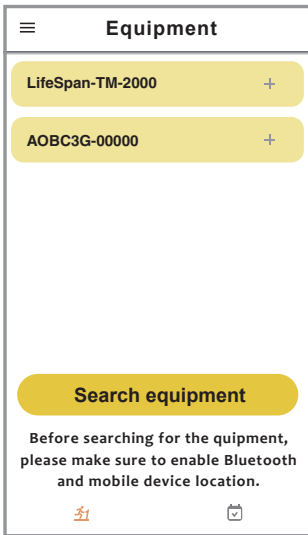 Equipment
LifeSpan-TM-2000
AOBC3G-00000
Search equipment
Before searching for the quipment,
please make sure to enable Bluetooth
and mobile device location.